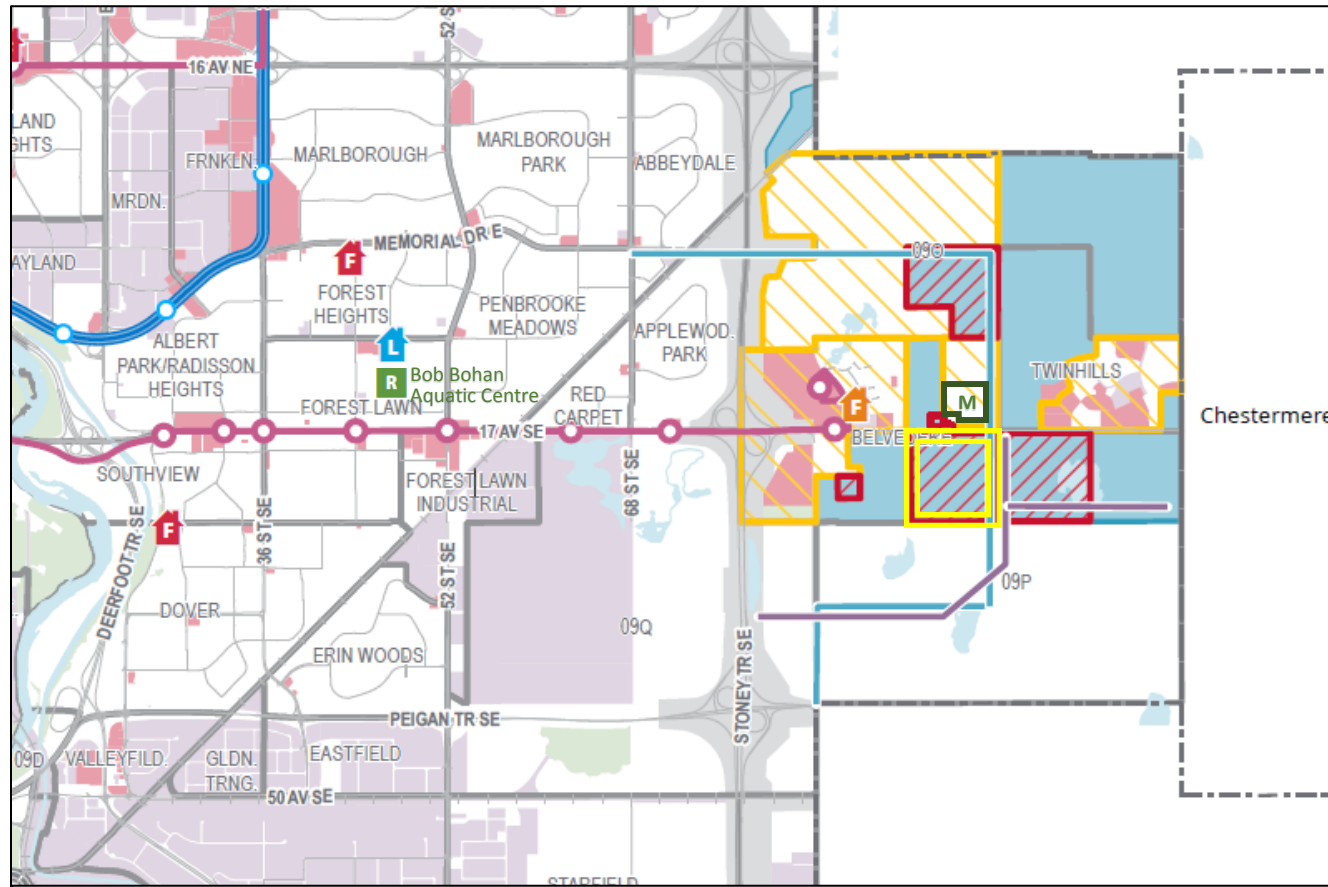 52 S
16 AV NE
LAND
GHTS
FRNKLN.
MARLBOROUGH
MARLBOROUGH
PARK
ABBEYDALE
MRDN.
MEMORIAL DR E
09O
AYLAND
F
FOREST
HEIGHTS
PENBROOKE
MEADOWS
APPLEWOD.
PARK
ALBERT
PARK/RADISSON
HEIGHTS
L
R
Bob Bohan
Aquatic Centre
TWINHILLS
RED
CARPET
F
M
FOREST LAWN
Chestermere
17 AV SE
BELVEDERE
SOUTHVIEW
FOREST LAWN
INDUSTRIAL
68 ST SE
36 ST SE
F
DEERFOOT TR SE
52 ST SE
DOVER
09P
09Q
ERIN WOODS
STONEY TR SE
PEIGAN TR SE
09D
VALLEYFILD.
GLDN.
TRNG.
EASTFIELD
50 AV SE
STARFIELD